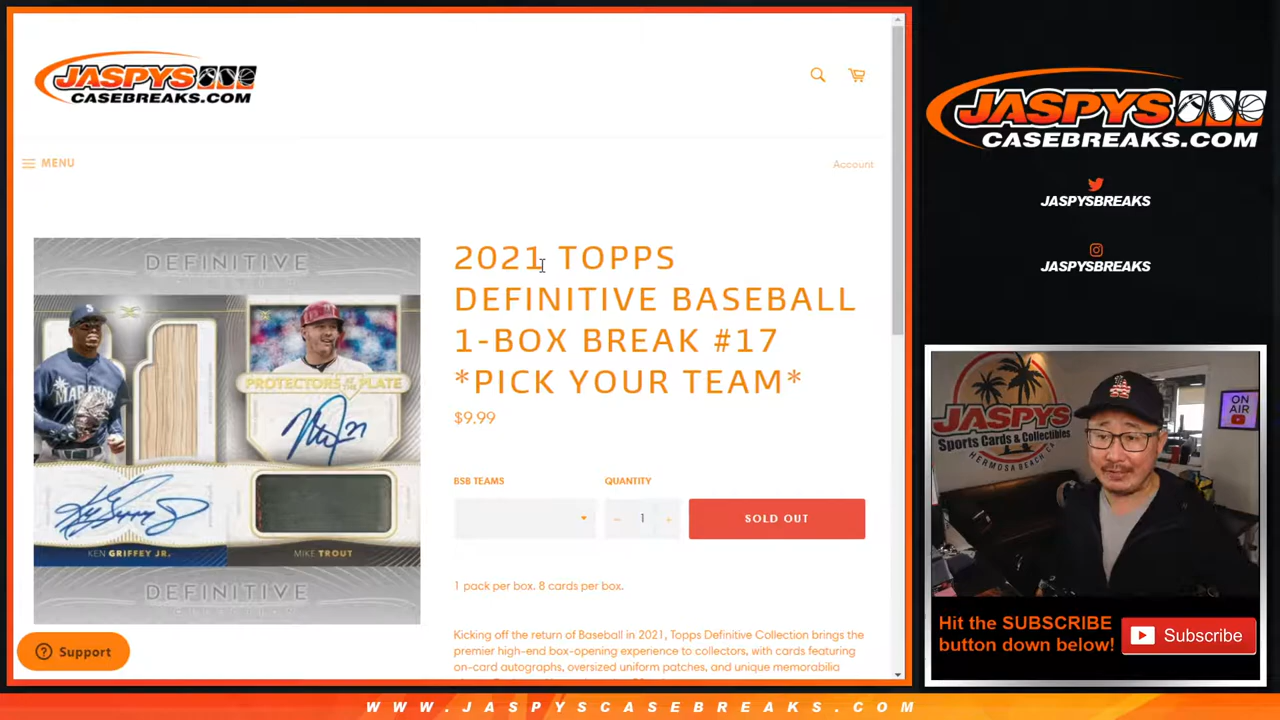 JASPYS
CASEBREAKS.COM
MENU
Account
DEFINITIVE
PROTECTORS OF THE PLATE
KEN GRIFFEY JR.
MIKE TROUT
DEFINITIVE
2021 TOPPS
DEFINITIVE BASEBALL
1-BOX BREAK #17
*PICK YOUR TEAM*
$9.99
BSB TEAMS
QUANTITY
− 1 +
SOLD OUT
1 pack per box. 8 cards per box.
Kicking off the return of Baseball in 2021, Topps Definitive Collection brings the
premier high-end box-opening experience to collectors, with cards featuring
on-card autographs, oversized uniform patches, and unique memorabilia
Support
JASPYS
CASEBREAKS.COM
JASPYSBREAKS
JASPYSBREAKS
JASPYS
Sports Cards & Collectibles
HERMOSA BEACH, CA
ON
AIR
Hit the SUBSCRIBE
button down below!
Subscribe
WWW.JASPYSCASEBREAKS.COM